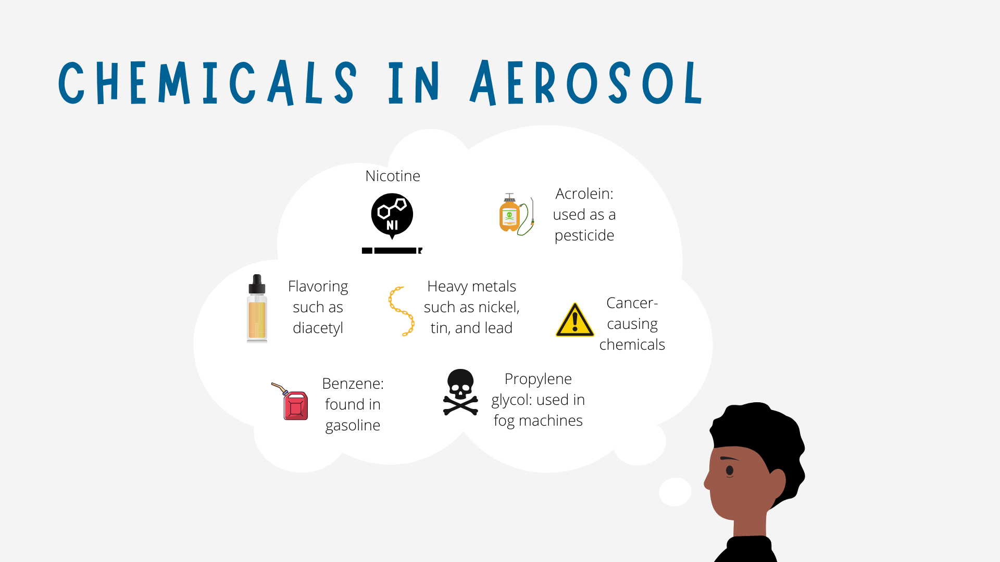 CHEMICALS IN AEROSOL
Nicotine
NI
Acrolein:
used as a
pesticide
Flavoring
such as
diacetyl
Heavy metals
such as nickel,
tin, and lead
Cancer-
causing
chemicals
Benzene:
found in
gasoline
Propylene
glycol: used in
fog machines